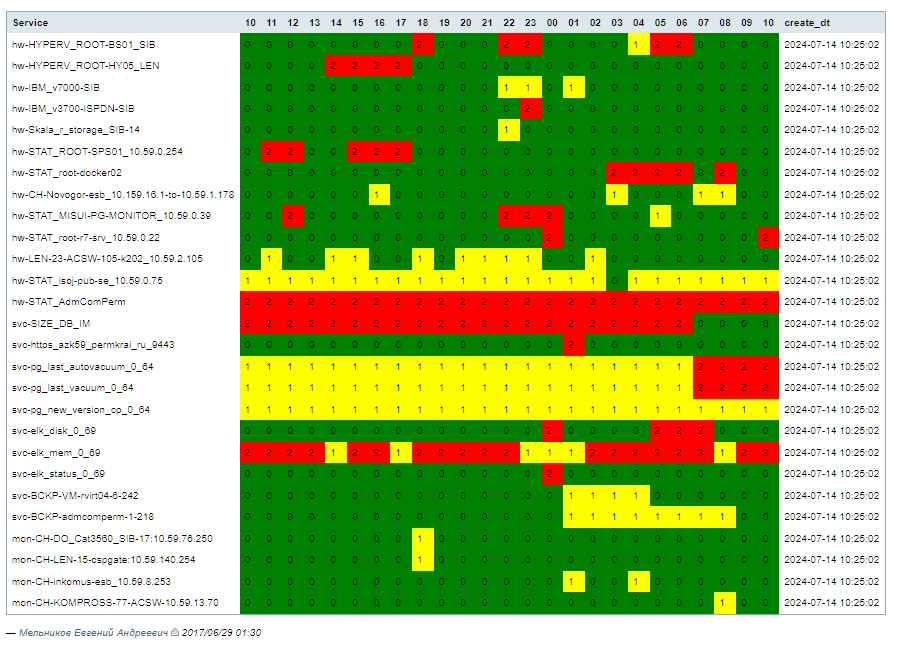 Service 10 11 12 13 14 15 16 17 18 19 20 21 22 23 00 01 02 03 04 05 06 07 08 09 10 create_dt
hw-HYPERV_ROOT-BS01_SIB 0 0 0 0 0 0 0 0 2 0 0 0 2 2 0 0 0 0 1 2 2 0 0 0 0 2024-07-14 10:25:02
hw-HYPERV_ROOT-HY05_LEN 0 0 0 0 2 2 2 2 0 0 0 0 0 0 0 0 0 0 0 0 0 0 0 0 0 2024-07-14 10:25:02
hw-IBM_v7000-SIB 0 0 0 0 0 0 0 0 0 0 0 0 1 1 0 1 0 0 0 0 0 0 0 0 0 2024-07-14 10:25:02
hw-IBM_v3700-ISPDN-SIB 0 0 0 0 0 0 0 0 0 0 0 0 0 2 0 0 0 0 0 0 0 0 0 0 0 2024-07-14 10:25:02
hw-Skala_r_storage_SIB-14 0 0 0 0 0 0 0 0 0 0 0 0 1 0 0 0 0 0 0 0 0 0 0 0 0 2024-07-14 10:25:02
hw-STAT_ROOT-SPS01_10.59.0.254 0 2 2 0 0 2 2 2 0 0 0 0 0 0 0 0 0 0 0 0 0 0 0 0 0 2024-07-14 10:25:02
hw-STAT_root-docker02 0 0 0 0 0 0 0 0 0 0 0 0 0 0 0 0 0 2 2 2 2 0 2 0 0 2024-07-14 10:25:02
hw-CH-Novogor-esb_10.159.16.1-to-10.59.1.178 0 0 0 0 0 0 1 0 0 0 0 0 0 0 0 0 0 1 0 0 0 1 1 0 0 2024-07-14 10:25:02
hw-STAT_MISUI-PG-MONITOR_10.59.0.39 0 0 2 0 0 0 0 0 0 0 0 0 2 2 2 0 0 0 0 1 0 0 0 0 0 2024-07-14 10:25:02
hw-STAT_root-r7-srv_10.59.0.22 0 0 0 0 0 0 0 0 0 0 0 0 0 0 2 0 0 0 0 0 0 0 0 0 2 2024-07-14 10:25:02
hw-LEN-23-ACSW-105-k202_10.59.2.105 0 1 0 0 1 1 0 0 1 0 1 1 1 1 0 0 1 0 0 0 0 0 0 0 0 2024-07-14 10:25:02
hw-STAT_isoj-pub-se_10.59.0.75 1 1 1 1 1 1 1 1 1 1 1 1 1 1 1 1 1 0 1 1 1 1 1 1 1 2024-07-14 10:25:02
hw-STAT_AdmComPerm 2 2 2 2 2 2 2 2 2 2 2 2 2 2 2 2 2 2 2 2 2 2 2 2 2 2024-07-14 10:25:02
svc-SIZE_DB_IM 2 2 2 2 2 2 2 2 2 2 2 2 2 2 2 2 2 2 2 2 2 0 0 0 0 2024-07-14 10:25:02
svc-https_azk59_permkrai_ru_9443 0 0 0 0 0 0 0 0 0 0 0 0 0 0 0 2 0 0 0 0 0 0 0 0 0 2024-07-14 10:25:02
svc-pg_last_autovacuum_0_64 1 1 1 1 1 1 1 1 1 1 1 1 1 1 1 1 1 1 1 1 1 2 2 2 2 2024-07-14 10:25:02
svc-pg_last_vacuum_0_64 1 1 1 1 1 1 1 1 1 1 1 1 1 1 1 1 1 1 1 1 1 2 2 2 2 2024-07-14 10:25:02
svc-pg_new_version_cp_0_64 1 1 1 1 1 1 1 1 1 1 1 1 1 1 1 1 1 1 1 1 1 1 1 1 1 2024-07-14 10:25:02
svc-elk_disk_0_69 0 0 0 0 0 0 0 0 0 0 0 0 0 0 2 0 0 0 0 2 2 2 0 0 0 2024-07-14 10:25:02
svc-elk_mem_0_69 2 2 2 2 1 2 2 1 2 2 2 2 2 1 1 1 2 2 2 2 2 2 1 2 2 2024-07-14 10:25:02
svc-elk_status_0_69 0 0 0 0 0 0 0 0 0 0 0 0 0 0 2 0 0 0 0 0 0 0 0 0 0 2024-07-14 10:25:02
svc-BCKP-VM-rvirt04-6-242 0 0 0 0 0 0 0 0 0 0 0 0 0 0 0 1 1 1 1 0 0 0 0 0 0 2024-07-14 10:25:02
svc-BCKP-admcomperm-1-218 0 0 0 0 0 0 0 0 0 0 0 0 0 0 0 1 1 1 1 1 1 1 1 0 0 2024-07-14 10:25:02
mon-CH-DO_Cat3560_SIB-17:10.59.76.250 0 0 0 0 0 0 0 0 1 0 0 0 0 0 0 0 0 0 0 0 0 0 0 0 0 2024-07-14 10:25:02
mon-CH-LEN-15-cspgate:10.59.140.254 0 0 0 0 0 0 0 0 1 0 0 0 0 0 0 0 0 0 0 0 0 0 0 0 0 2024-07-14 10:25:02
mon-CH-inkomus-esb_10.59.8.253 0 0 0 0 0 0 0 0 0 0 0 0 0 0 0 1 0 0 1 0 0 0 0 0 0 2024-07-14 10:25:02
mon-CH-KOMPROSS-77-ACSW-10.59.13.70 0 0 0 0 0 0 0 0 0 0 0 0 0 0 0 0 0 0 0 0 0 0 1 0 0 2024-07-14 10:25:02
— Мельников Евгений Андреевич 2017/06/29 01:30